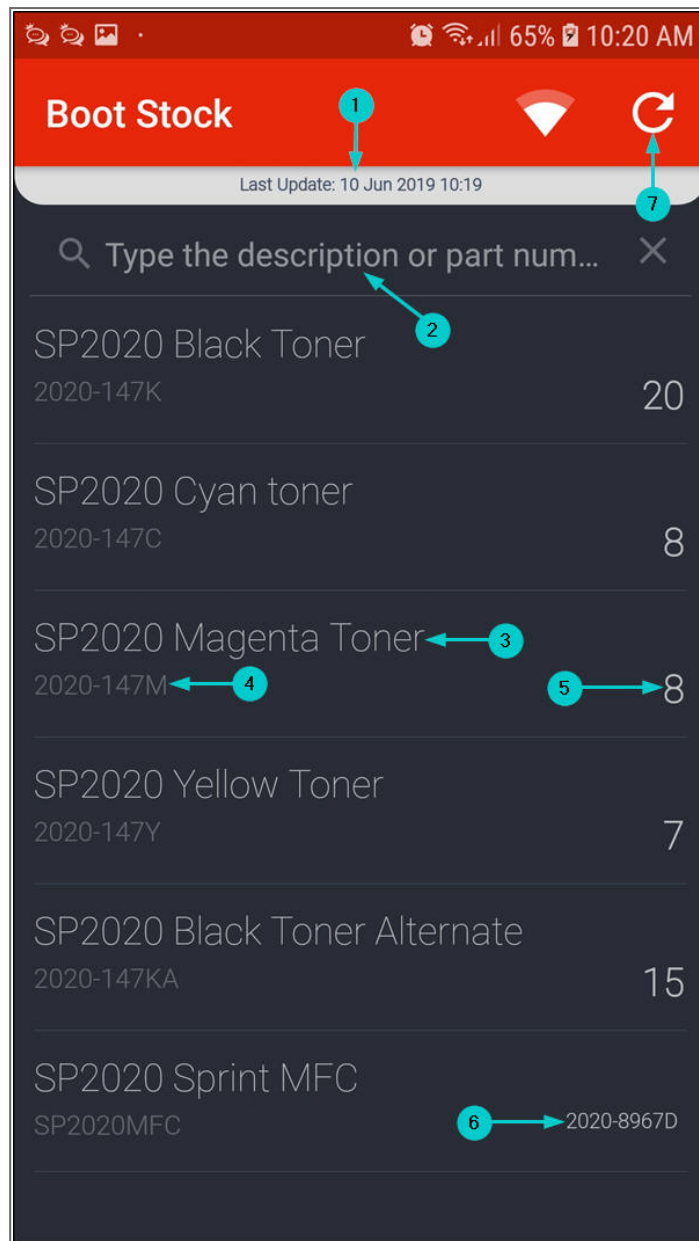 65% 10:20 AM
Boot Stock
1
Last Update: 10 Jun 2019 10:19
7
Type the description or part num...
2
SP2020 Black Toner
2020-147K
20
SP2020 Cyan toner
2020-147C
8
SP2020 Magenta Toner
3
2020-147M
4
5
8
SP2020 Yellow Toner
2020-147Y
7
SP2020 Black Toner Alternate
2020-147KA
15
SP2020 Sprint MFC
SP2020MFC
6
2020-8967D